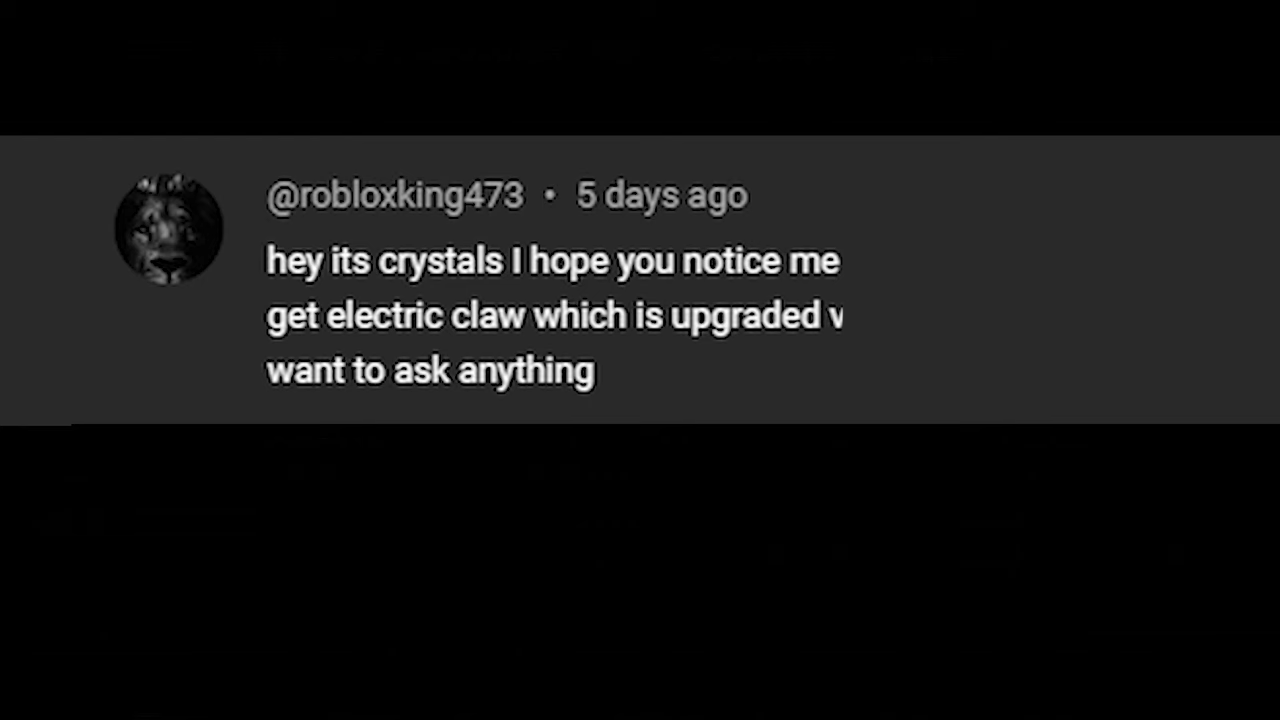 @robloxking473 • 5 days ago
hey its crystals I hope you notice me
get electric claw which is upgraded
want to ask anything